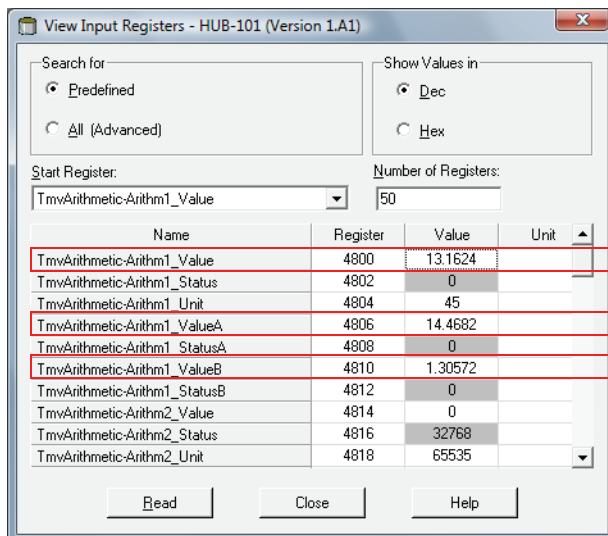 View Input Registers - HUB-101 (Version 1.A1)
Search for
Show Values in
Predefined
Dec
All (Advanced)
Hex
Start Register:
Number of Registers:
TmvArithmetic-Arithm1_Value
50
Name Register Value Unit
TmvArithmetic-Arithm1_Value 4800 13.1624
TmvArithmetic-Arithm1_Status 4802 0
TmvArithmetic-Arithm1_Unit 4804 45
TmvArithmetic-Arithm1_ValueA 4806 14.4682
TmvArithmetic-Arithm1_StatusA 4808 0
TmvArithmetic-Arithm1_ValueB 4810 1.30572
TmvArithmetic-Arithm1_StatusB 4812 0
TmvArithmetic-Arithm2_Value 4814 0
TmvArithmetic-Arithm2_Status 4816 32768
TmvArithmetic-Arithm2_Unit 4818 65535
Read Close Help